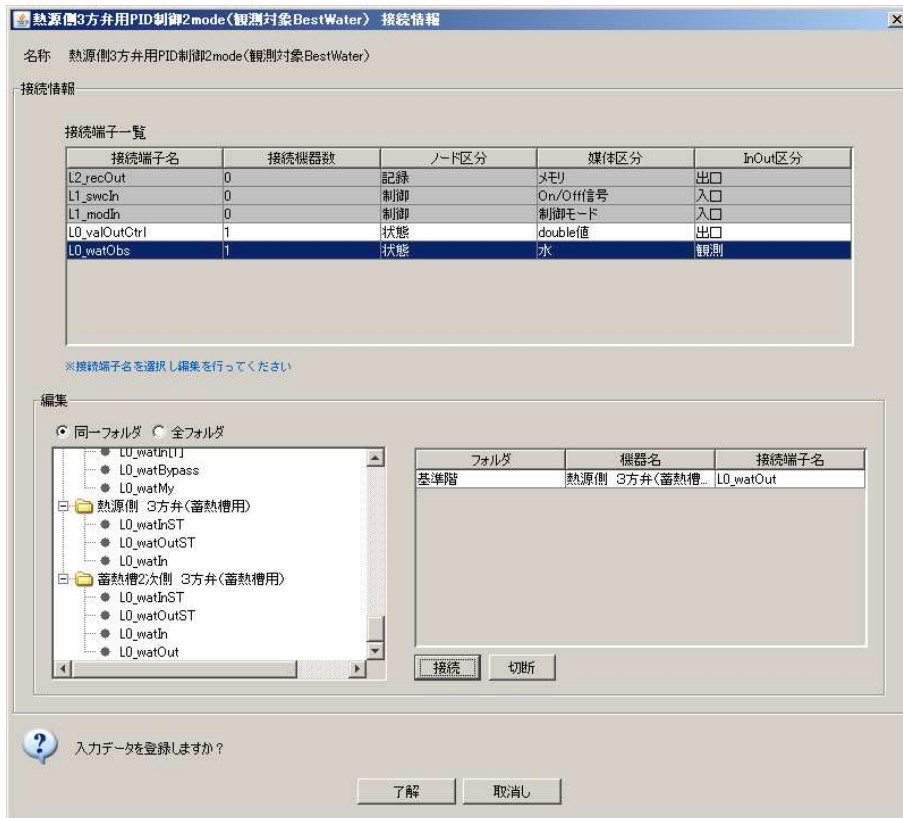 熱源側3方弁用PID制御2mode(観測対象BestWater) 接続情報
名称 熱源側3方弁用PID制御2mode(観測対象BestWater)
接続情報
接続端子一覧
接続端子名 接続機器数 ノード区分 媒体区分 InOut区分
L2_recOut 0 記録 メモリ 出口
L1_swcIn 0 制御 On/Off信号 入口
L1_modIn 0 制御 制御モード 入口
L0_valOutCtrl 1 状態 double値 出口
L0_watObs 1 状態 水 観測
※接続端子名を選択し編集を行ってください
編集
同一フォルダ 全フォルダ
L0_watIn[1]
L0_watBypass
L0_watMy
熱源側 3方弁(蓄熱槽用)
L0_watInST
L0_watOutST
L0_watIn
蓄熱槽2次側 3方弁(蓄熱槽用)
L0_watInST
L0_watOutST
L0_watIn
L0_watOut
フォルダ 機器名 接続端子名
基準階 熱源側 3方弁(蓄熱槽... L0_watOut
接続 切断
入力データを登録しますか？
了解 取消し